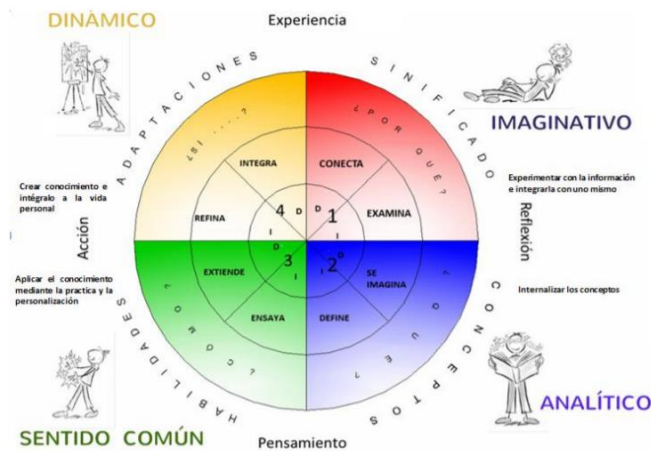 DINÁMICO
Experiencia
ADAPTACIONES
SINIFICADO
¿SI ....?
¿POR QUÉ?
IMAGINATIVO
INTEGRA
CONECTA
Crear conocimiento e
intégralo a la vida
personal
Experimentar con la información
e integrarla con uno mismo
REFINA
4
D
D
1
EXAMINA
I
I
Acción
Reflexión
D
D
3
2
I
I
EXTIENDE
SE
IMAGINA
Aplicar el conocimiento
mediante la practica y la
personalización
Internalizar los conceptos
ENSAYA
DEFINE
¿CÓMO?
¿QUE?
HABILIDADES
CONCEPTOS
ANALÍTICO
SENTIDO COMÚN
Pensamiento